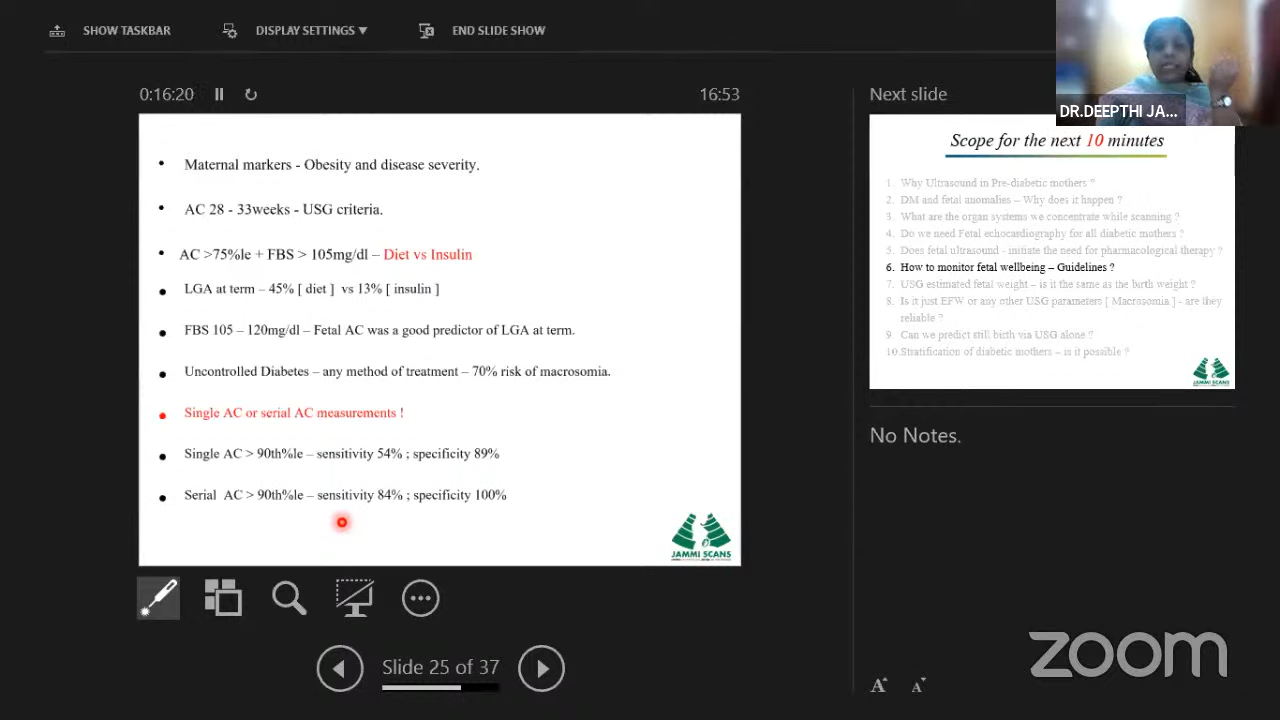 SHOW TASKBAR
DISPLAY SETTINGS ▼
END SLIDE SHOW
0:16:20
16:53
Next slide
DR.DEEPTHI JA...
• Maternal markers - Obesity and disease severity.
• AC 28 - 33weeks - USG criteria.
• AC >75%le + FBS > 105mg/dl – Diet vs Insulin
• LGA at term – 45% [ diet ] vs 13% [ insulin ]
• FBS 105 – 120mg/dl – Fetal AC was a good predictor of LGA at term.
• Uncontrolled Diabetes – any method of treatment – 70% risk of macrosomia.
• Single AC or serial AC measurements !
• Single AC > 90th%le – sensitivity 54% ; specificity 89%
• Serial AC > 90th%le – sensitivity 84% ; specificity 100%
JAMMI SCANS
Scope for the next 10 minutes
1. Why Ultrasound in Pre-diabetic mothers ?
2. DM and fetal anomalies – Why does it happen ?
3. What are the organ systems we concentrate while scanning ?
4. Do we need Fetal echocardiography for all diabetic mothers ?
5. Does fetal ultrasound - initiate the need for pharmacological therapy ?
6. How to monitor fetal wellbeing – Guidelines ?
7. USG estimated fetal weight – is it the same as the birth weight ?
8. Is it just EFW or any other USG parameters [ Macrosomia ] - are they
reliable ?
9. Can we predict still birth via USG alone ?
10. Stratification of diabetic mothers – is it possible ?
JAMMI SCANS
No Notes.
Slide 25 of 37
A A
zoom